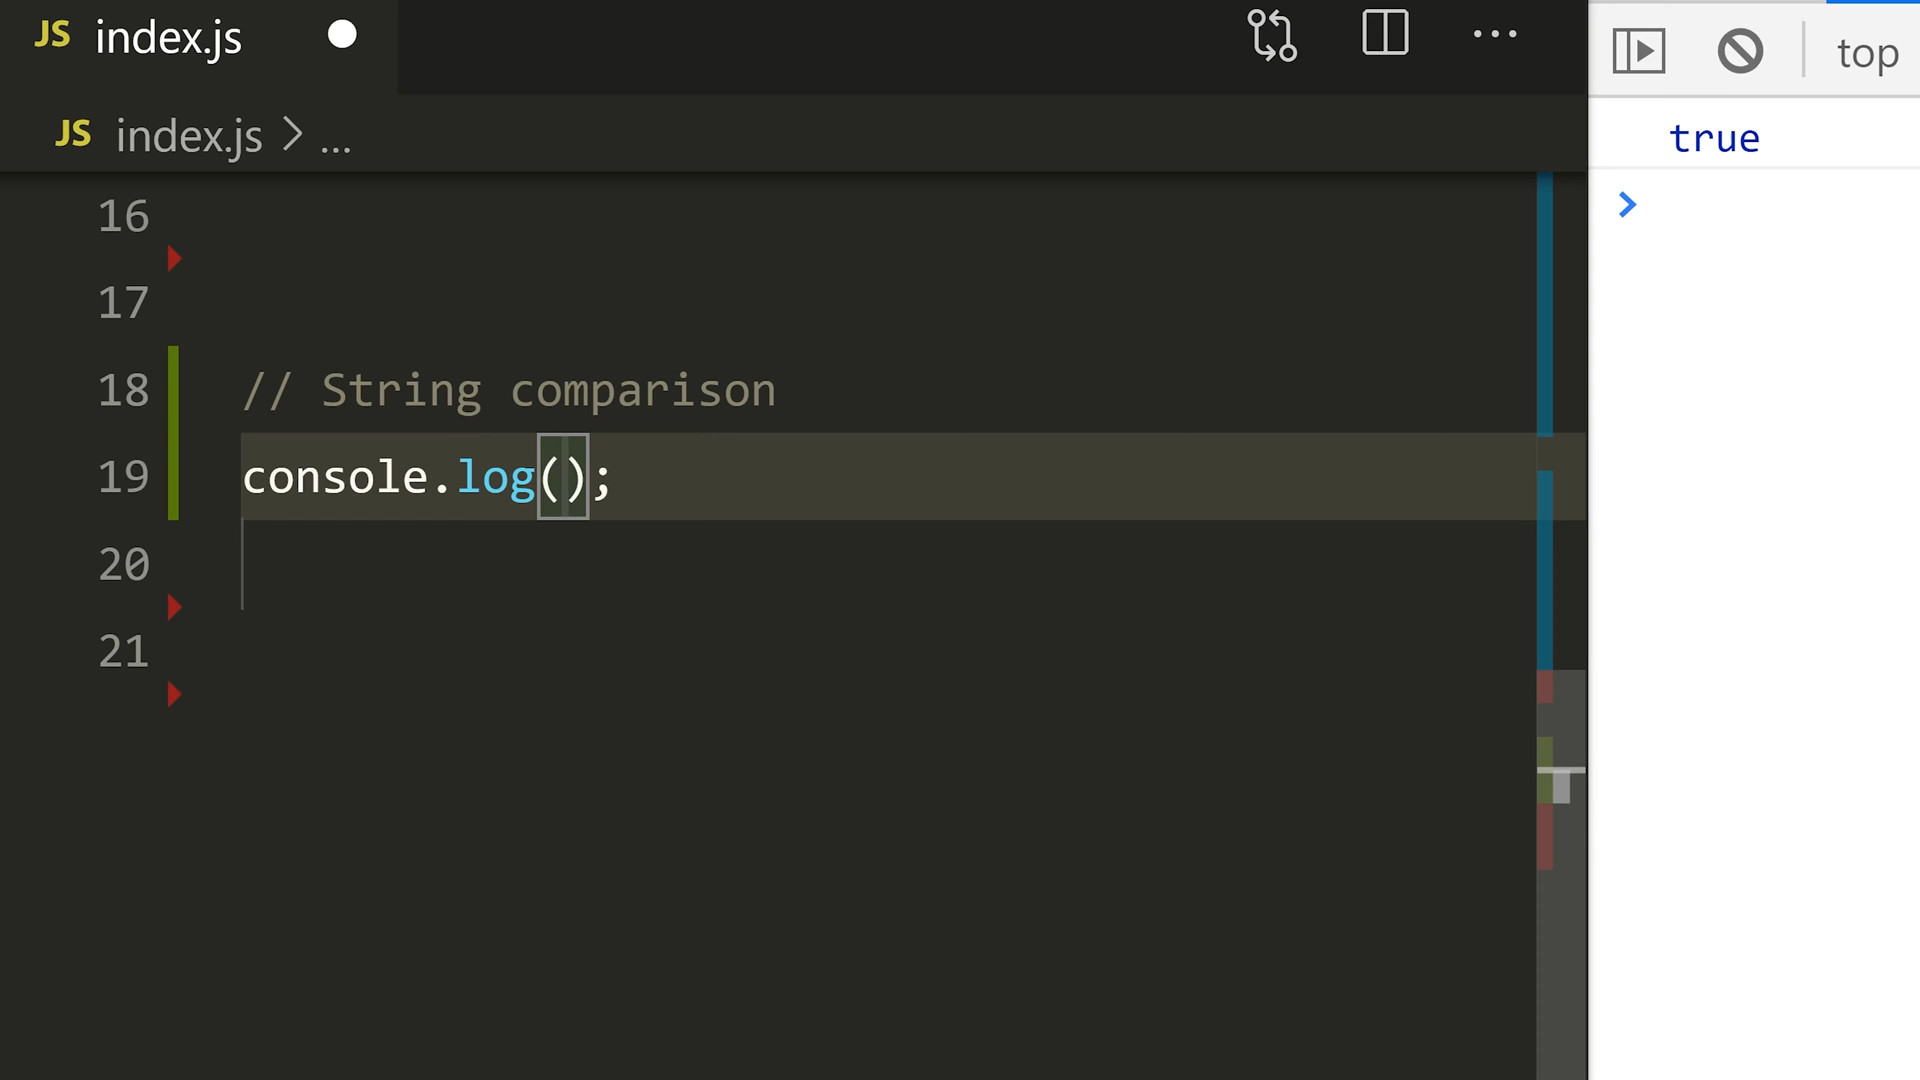 JS index.js
top
JS index.js > ...
true
16
17
18 // String comparison
19 console.log();
20
21